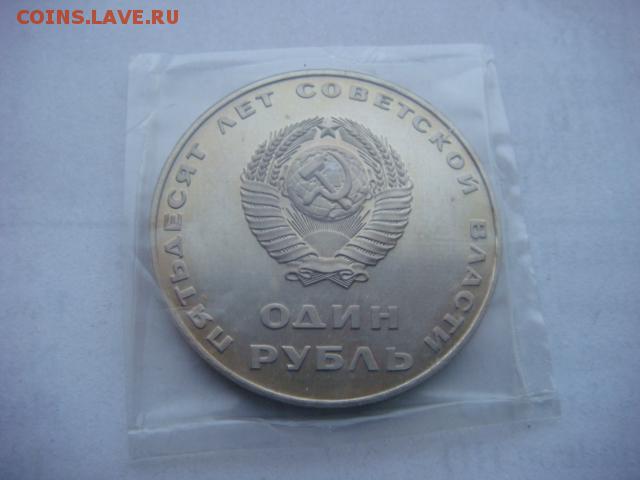 COINS.LAVE.RU
ПЯТЬДЕСЯТ ЛЕТ СОВЕТСКОЙ ВЛАСТИ
ОДИН
РУБЛЬ